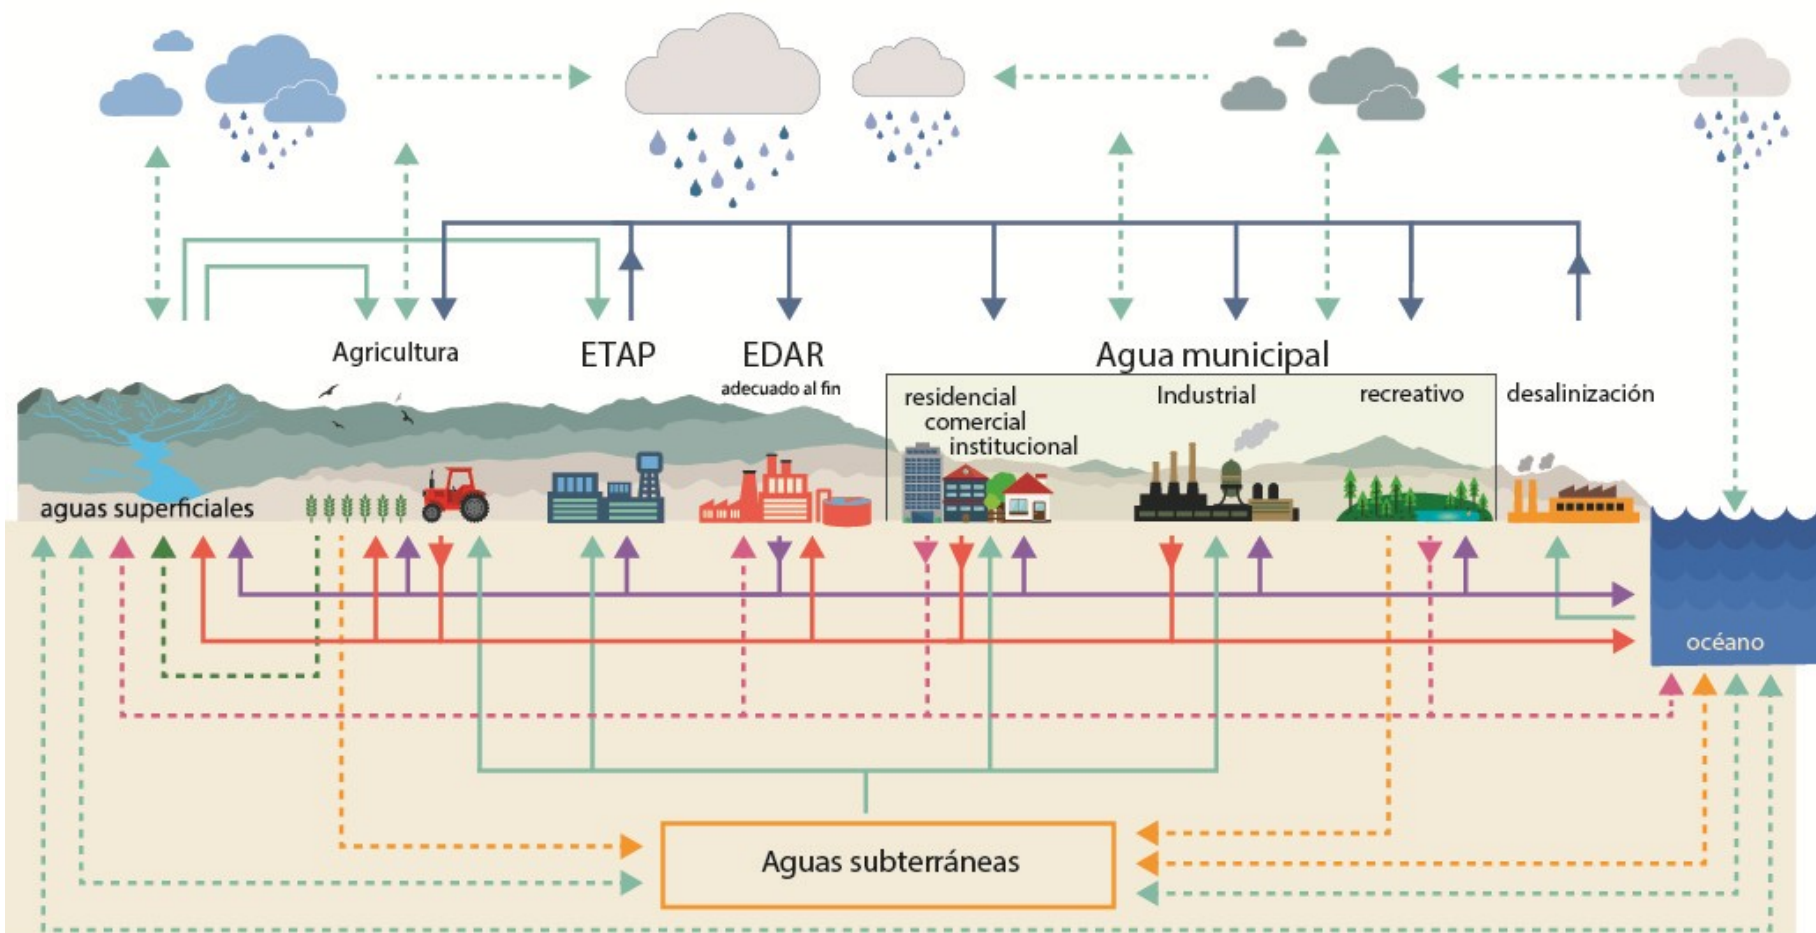 Agricultura
ETAP
EDAR
adecuado al fin
Agua municipal
residencial
comercial
institucional
Industrial
recreativo
desalinización
aguas superficiales
océano
Aguas subterráneas